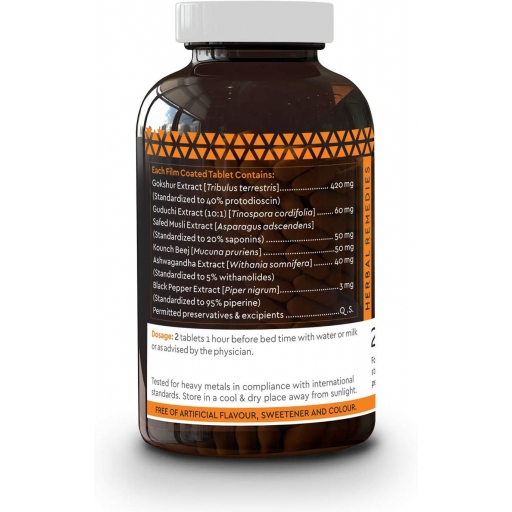 Each Film Coated Tablet Contains:
Gokshur Extract [Tribulus terrestris]........................ 420 mg
(Standardized to 40% protodioscin)
Guduchi Extract (10:1) [Tinospora cordifolia] ....... 60 mg
Safed Musli Extract [Asparagus adscendens]
(Standardized to 20% saponins) ............................. 50 mg
Kounch Beej [Mucuna pruriens] ............................. 50 mg
Ashwagandha Extract [Withania somnifera] .... 40 mg
(Standardized to 5% withanolides)
Black Pepper Extract [Piper nigrum]....................... 3 mg
(Standardized to 95% piperine)
Permitted preservatives & excipients .................. Q .S.
Dosage: 2 tablets 1 hour before bed time with water or milk
or as advised by the physician.
Tested for heavy metals in compliance with international
standards. Store in a cool & dry place away from sunlight.
FREE OF ARTIFICIAL FLAVOUR, SWEETENER AND COLOUR.
HERBAL REMEDIES